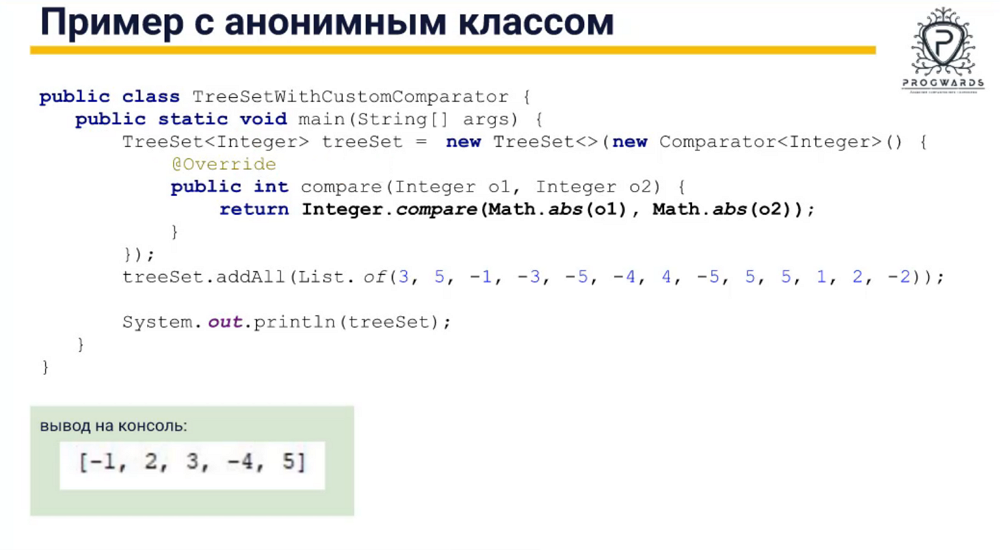 Пример с анонимным классом
PROGWARDS
public class TreeSetWithCustomComparator {
public static void main(String[] args) {
TreeSet<Integer> treeSet = new TreeSet<>(new Comparator<Integer>() {
@Override
public int compare(Integer o1, Integer o2) {
return Integer.compare(Math.abs(o1), Math.abs(o2));
}
});
treeSet.addAll(List.of(3, 5, -1, -3, -5, -4, 4, -5, 5, 5, 1, 2, -2));
System.out.println(treeSet);
}
}
вывод на консоль:
[-1, 2, 3, -4, 5]